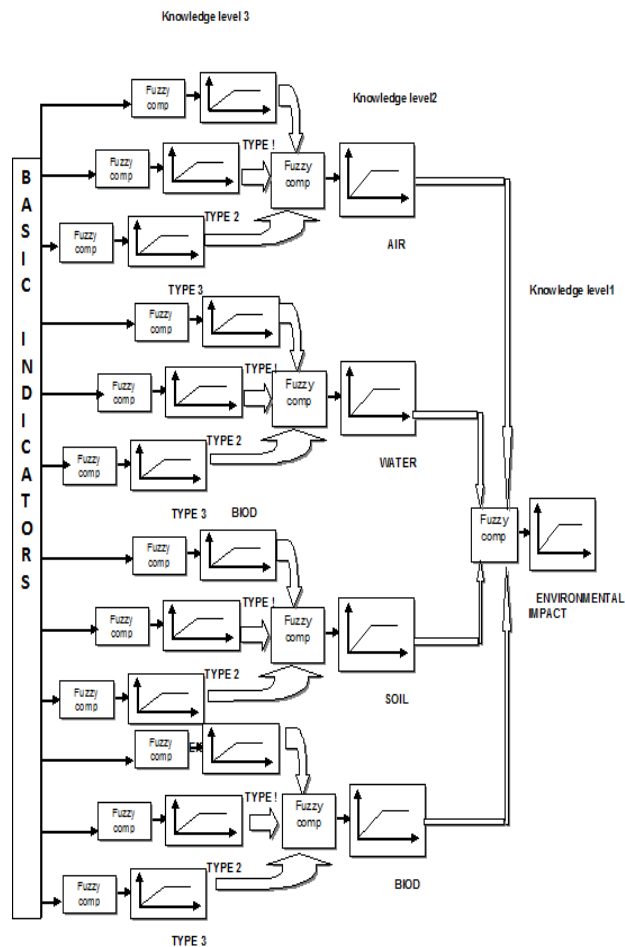 Knowledge level 3
Fuzzy
comp
Knowledge level2
TYPE !
Fuzzy
comp
Fuzzy
comp
TYPE 2
Fuzzy
comp
AIR
TYPE 3
Knowledge level1
Fuzzy
comp
TYPE !
Fuzzy
comp
Fuzzy
comp
TYPE 2
Fuzzy
comp
WATER
TYPE 3
BIOD
Fuzzy
comp
Fuzzy
comp
ENVIRONMENTAL
IMPACT
TYPE !
Fuzzy
comp
Fuzzy
comp
TYPE 2
Fuzzy
comp
SOIL
Fuzzy
comp
TYPE !
Fuzzy
comp
Fuzzy
comp
TYPE 2
Fuzzy
comp
BIOD
TYPE 3
BASIC INDICATORS